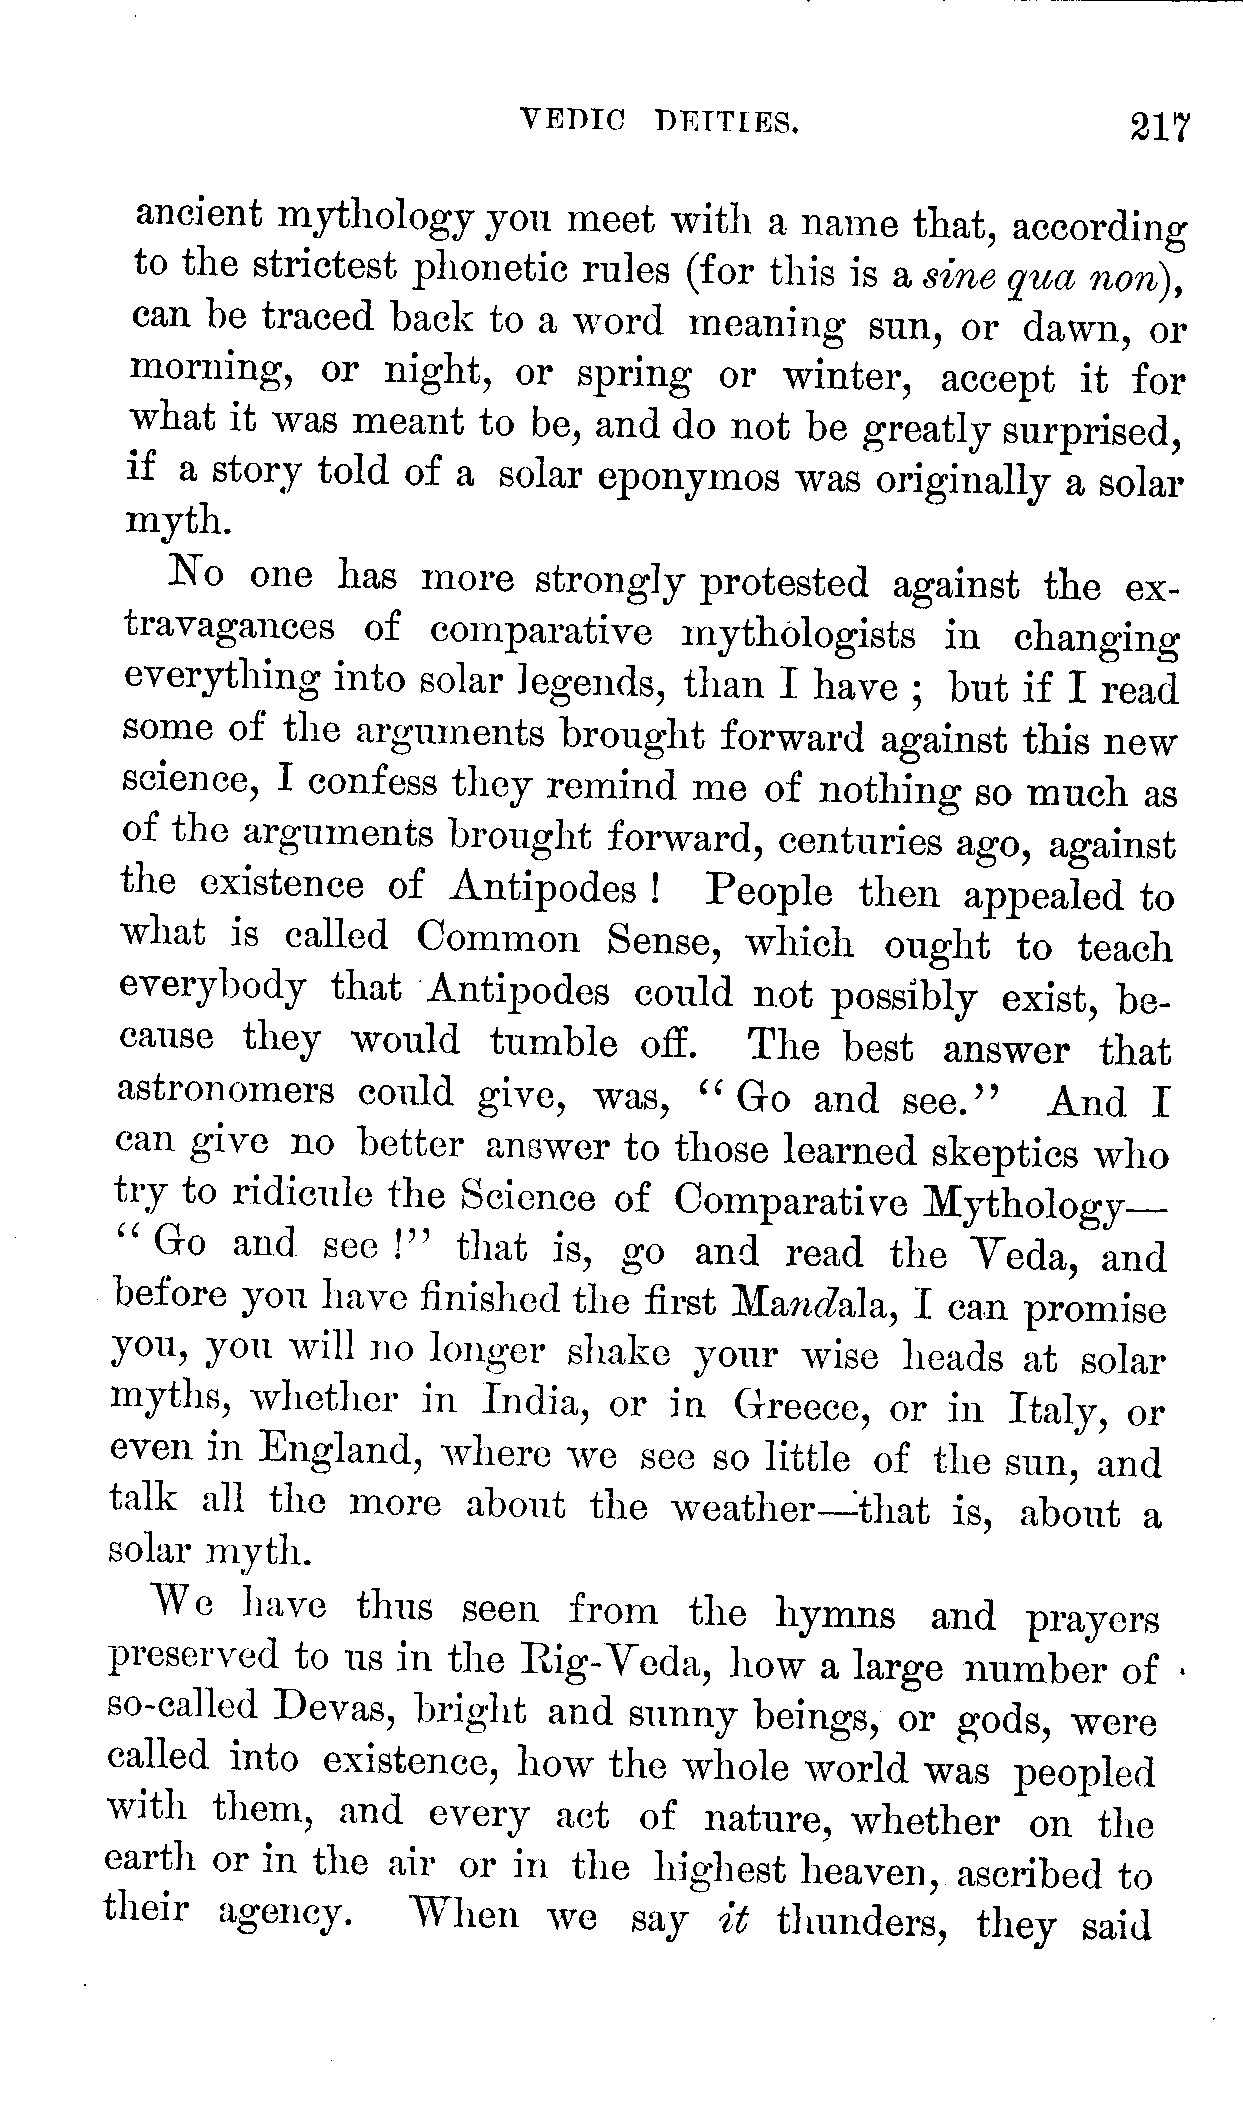 VEDIC DEITIES. 217
ancient mythology you meet with a name that, according
to the strictest phonetic rules (for this is a sine qua non),
can be traced back to a word meaning sun, or dawn, or
morning, or night, or spring or winter, accept it for
what it was meant to be, and do not be greatly surprised,
if a story told of a solar eponymos was originally a solar
myth.
No one has more strongly protested against the ex-
travagances of comparative mythologists in changing
everything into solar legends, than I have ; but if I read
some of the arguments brought forward against this new
science, I confess they remind me of nothing so much as
of the arguments brought forward, centuries ago, against
the existence of Antipodes ! People then appealed to
what is called Common Sense, which ought to teach
everybody that Antipodes could not possibly exist, be-
cause they would tumble off. The best answer that
astronomers could give, was, “ Go and see.” And I
can give no better answer to those learned skeptics who
try to ridicule the Science of Comparative Mythology—
“ Go and see !” that is, go and read the Veda, and
before you have finished the first Mandala, I can promise
you, you will no longer shake your wise heads at solar
myths, whether in India, or in Greece, or in Italy, or
even in England, where we see so little of the sun, and
talk all the more about the weather—that is, about a
solar myth.
We have thus seen from the hymns and prayers
preserved to us in the Rig-Veda, how a large number of
so-called Devas, bright and sunny beings, or gods, were
called into existence, how the whole world was peopled
with them, and every act of nature, whether on the
earth or in the air or in the highest heaven, ascribed to
their agency. When we say it thunders, they said